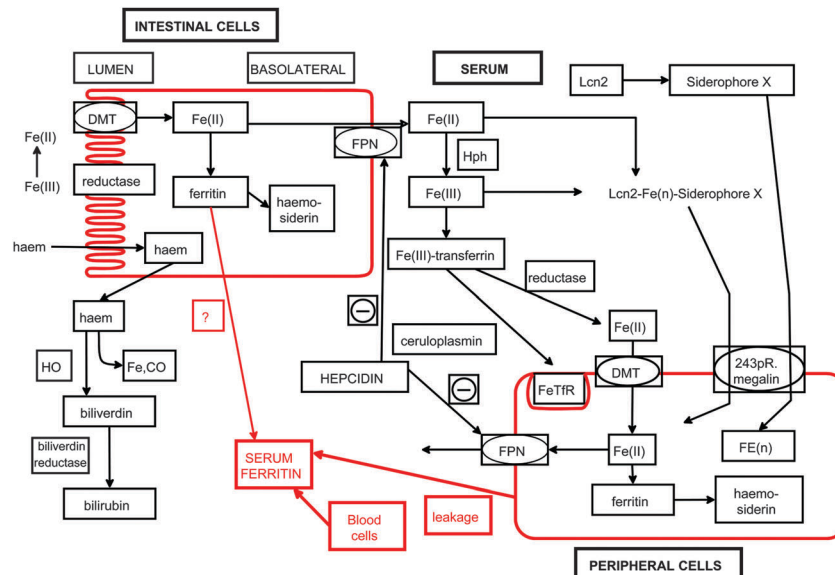 INTESTINAL CELLS
LUMEN
BASOLATERAL
SERUM
Lcn2
Siderophore X
DMT
Fe(II)
Fe(II)
FPN
Hph
Fe(II)
Fe(III)
reductase
ferritin
haemo-
siderin
Fe(III)
Lcn2-Fe(n)-Siderophore X
haem
haem
Fe(III)-transferrin
reductase
haem
?
Fe(II)
ceruloplasmin
HO
Fe,CO
HEPCIDIN
FeTfR
DMT
243pR.
megalin
biliverdin
biliverdin
reductase
SERUM
FERRITIN
FPN
Fe(II)
FE(n)
bilirubin
Blood
cells
leakage
ferritin
haemo-
siderin
PERIPHERAL CELLS